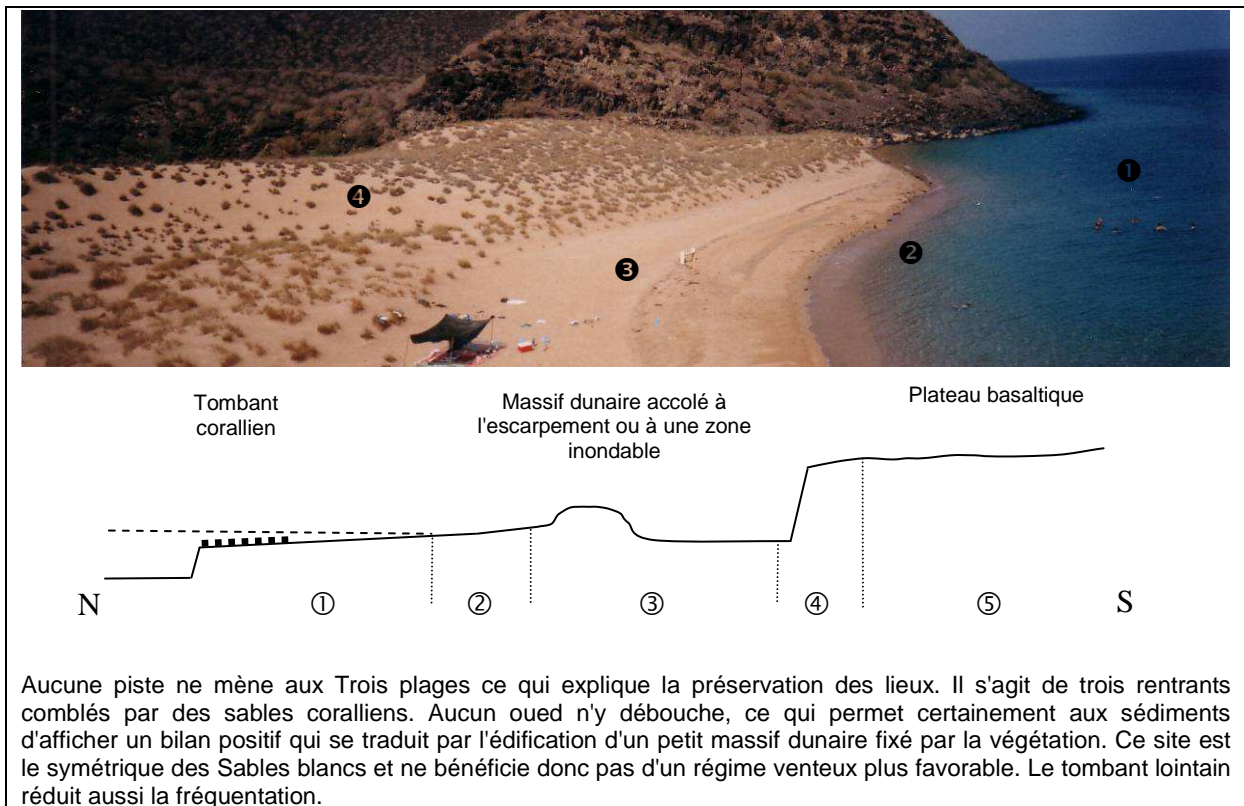 ❶
❹
❷
❸
Tombant
corallien
Massif dunaire accolé à
l'escarpement ou à une zone
inondable
Plateau basaltique
N ① ② ③ ④ ⑤ S
Aucune piste ne mène aux Trois plages ce qui explique la préservation des lieux. Il s'agit de trois rentrants
comblés par des sables coralliens. Aucun oued n'y débouche, ce qui permet certainement aux sédiments
d'afficher un bilan positif qui se traduit par l'édification d'un petit massif dunaire fixé par la végétation. Ce site est
le symétrique des Sables blancs et ne bénéficie donc pas d'un régime venteux plus favorable. Le tombant lointain
réduit aussi la fréquentation.